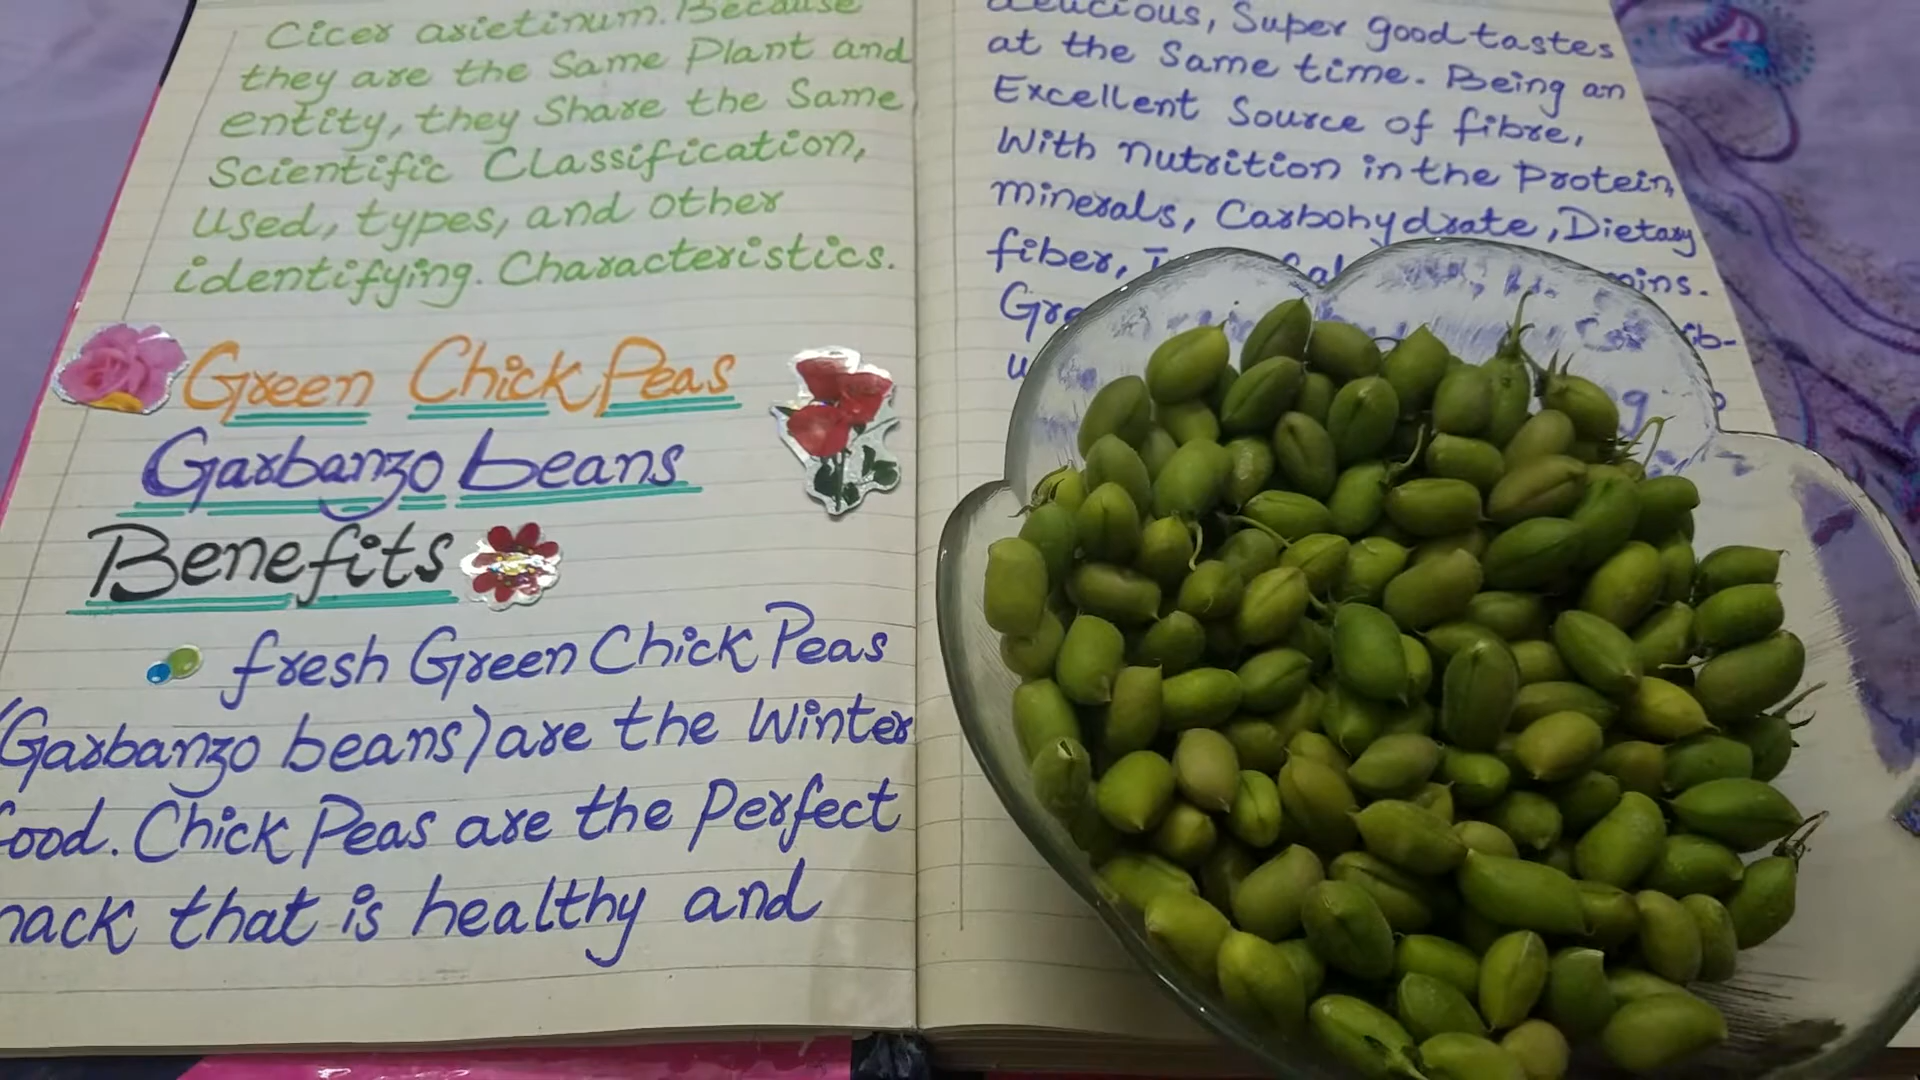 Cicer arietinum. Because
they are the Same Plant and
entity, they Share the Same
Scientific Classification,
used, types, and other
identifying. Characteristics.
Green Chick Peas
Garbanzo beans
Benefits
fresh Green Chick Peas
(Garbanzo beans) are the Winter
food. Chick Peas are the Perfect
that is healthy and
delicious, Super good tastes
at the Same time. Being an
Excellent Source of fibre,
With nutrition in the Protein,
minerals, Carbohydrate, Dietary
fiber,